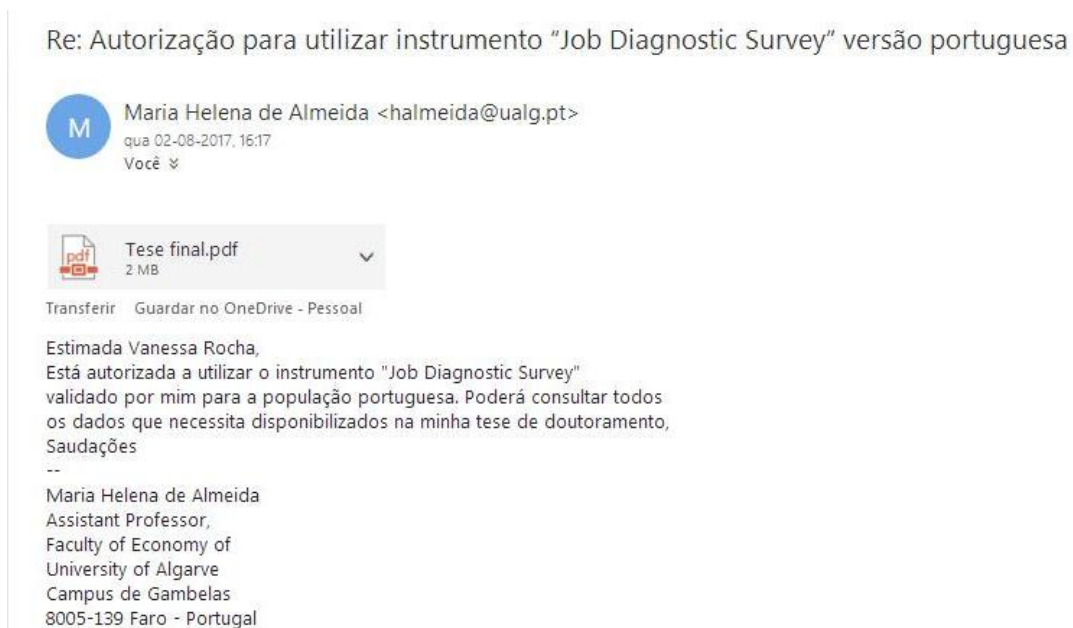 Re: Autorização para utilizar instrumento “Job Diagnostic Survey” versão portuguesa
M
Maria Helena de Almeida <halmeida@ualg.pt>
qua 02-08-2017, 16:17
Você
pdf
Tese final.pdf
2 MB
Transferir Guardar no OneDrive - Pessoal
Estimada Vanessa Rocha,
Está autorizada a utilizar o instrumento "Job Diagnostic Survey"
validado por mim para a população portuguesa. Poderá consultar todos
os dados que necessita disponibilizados na minha tese de doutoramento,
Saudações
--
Maria Helena de Almeida
Assistant Professor,
Faculty of Economy of
University of Algarve
Campus de Gambelas
8005-139 Faro - Portugal